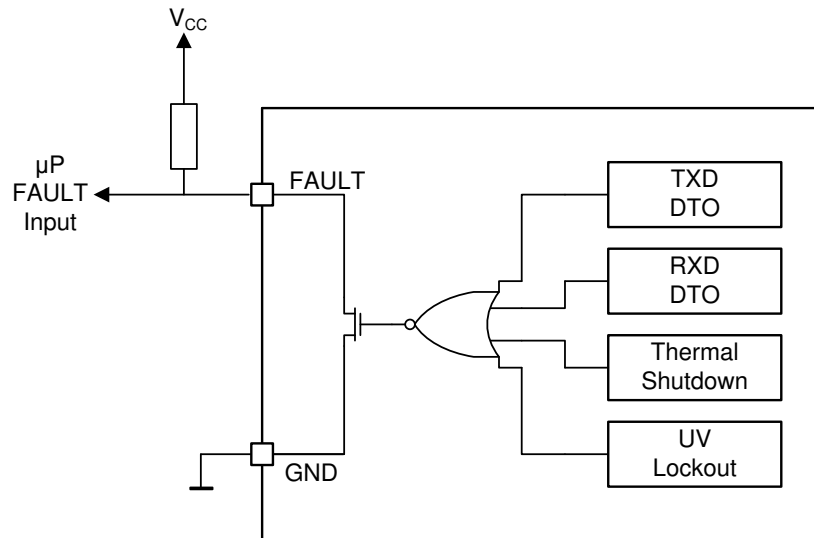 VCC
µP
FAULT
Input
FAULT
GND
TXD
DTO
RXD
DTO
Thermal
Shutdown
UV
Lockout